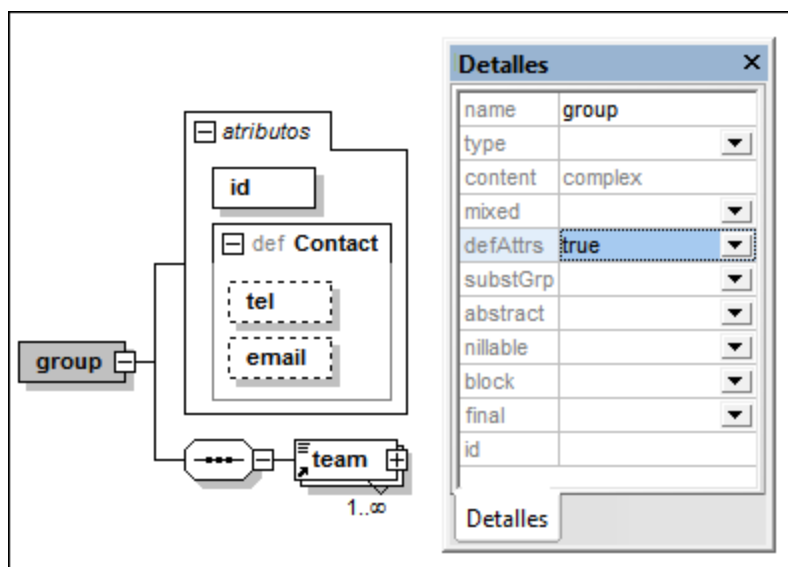 atributos
id
def Contact
tel
email
group
team
1..∞
Detalles
name group
type
content complex
mixed
defAttrs true
substGrp
abstract
nillable
block
final
id
Detalles